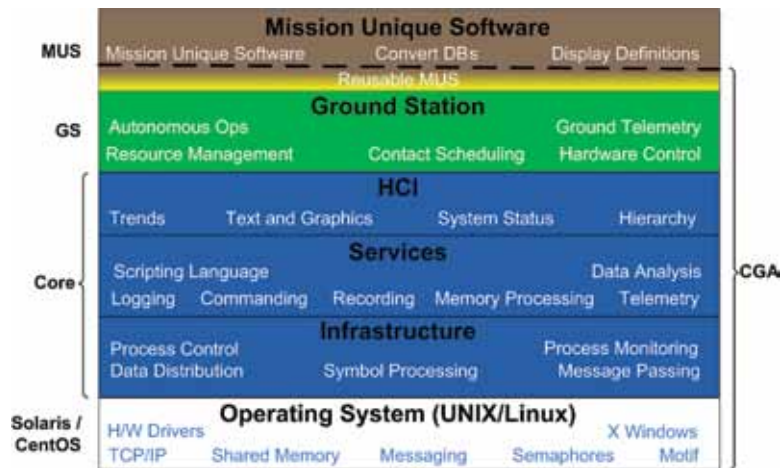 Mission Unique Software
MUS
Mission Unique Software Convert DBs Display Definitions
Reusable MUS
Ground Station
GS
Autonomous Ops Ground Telemetry
Resource Management Contact Scheduling Hardware Control
HCI
Trends Text and Graphics System Status Hierarchy
Services
Core
Scripting Language Data Analysis
CGA
Logging Commanding Recording Memory Processing Telemetry
Infrastructure
Process Control Process Monitoring
Data Distribution Symbol Processing Message Passing
Operating System (UNIX/Linux)
Solaris /
CentOS
H/W Drivers X Windows
TCP/IP Shared Memory Messaging Semaphores Motif